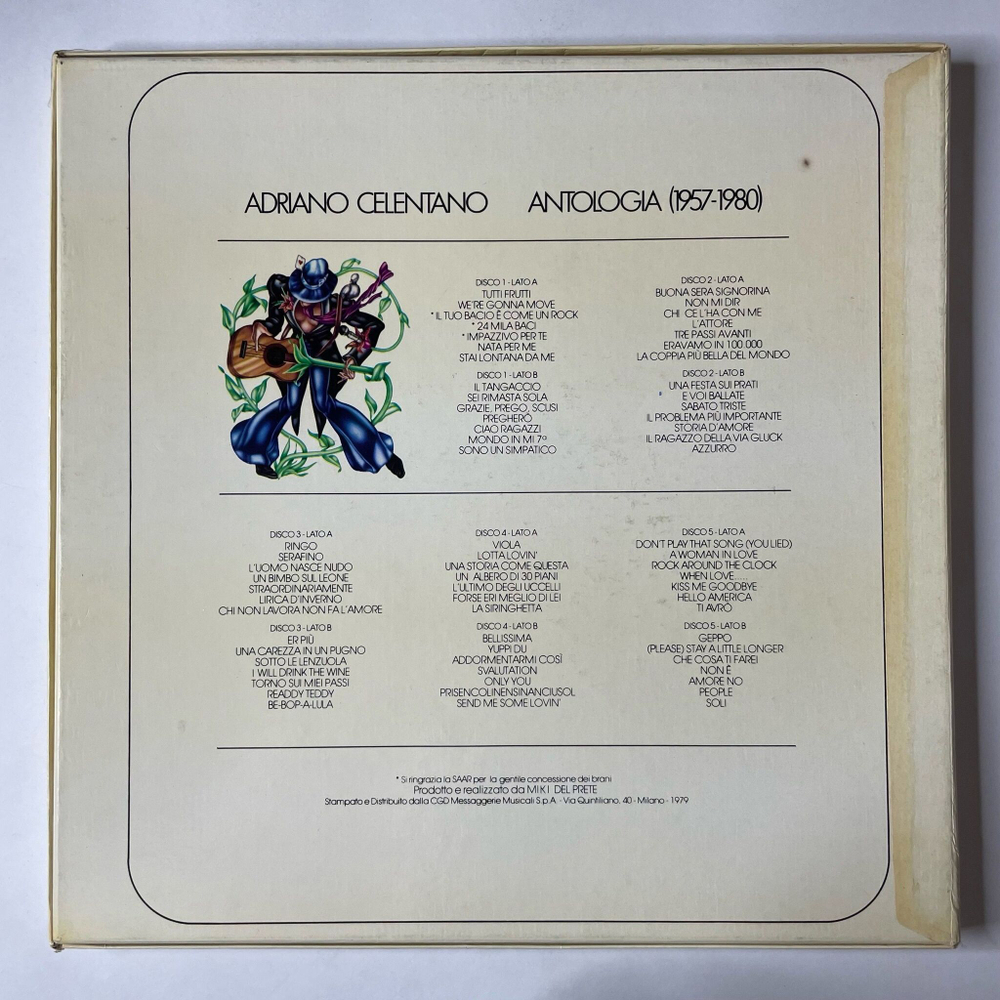 ADRIANO CELENTANO ANTOLOGIA (1957-1980)
DISCO 1 - LATO A
TUTTI FRUTTI
WE'RE GONNA MOVE
* IL TUO BACIO È COME UN ROCK
* 24 MILA BACI
* IMPAZZIVO PER TE
NATA PER ME
STAI LONTANA DA ME
DISCO 1 - LATO B
IL TANGACCIO
SEI RIMASTA SOLA
GRAZIE, PREGO, SCUSI
PREGHERÒ
CIAO RAGAZZI
MONDO IN MI 7ª
SONO UN SIMPATICO
DISCO 2 - LATO A
BUONA SERA SIGNORINA
NON MI DIR
CHI CE L'HA CON ME
L'ATTORE
TRE PASSI AVANTI
ERAVAMO IN 100.000
LA COPPIA PIÙ BELLA DEL MONDO
DISCO 2 - LATO B
UNA FESTA SUI PRATI
* E VOI BALLATE
SABATO TRISTE
IL PROBLEMA PIÙ IMPORTANTE
STORIA D'AMORE
IL RAGAZZO DELLA VIA GLUCK
AZZURRO
DISCO 3 - LATO A
RINGO
SERAFINO
L'UOMO NASCE NUDO
UN BIMBO SUL LEONE
STRAORDINARIAMENTE
LIRICA D'INVERNO
CHI NON LAVORA NON FA L'AMORE
DISCO 3 - LATO B
ER PIÙ
UNA CAREZZA IN UN PUGNO
SOTTO LE LENZUOLA
I WILL DRINK THE WINE
TORNO SUI MIEI PASSI
READDY TEDDY
BE-BOP-A-LULA
DISCO 4 - LATO A
VIOLA
LOTTA LOVIN'
UNA STORIA COME QUESTA
UN ALBERO DI 30 PIANI
L'ULTIMO DEGLI UCCELLI
FORSE ERI MEGLIO DI LEI
LA SIRINGHETTA
DISCO 4 - LATO B
BELLISSIMA
YUPPI DU
ADDORMENTARMI COSÌ
SVALUTATION
ONLY YOU
PRISENCOLINENSINANCIUSOL
SEND ME SOME LOVIN'
DISCO 5 - LATO A
DON'T PLAY THAT SONG (YOU LIED)
A WOMAN IN LOVE
ROCK AROUND THE CLOCK
WHEN LOVE....
KISS ME GOODBYE
HELLO AMERICA
TI AVRÒ
DISCO 5 - LATO B
GEPPO
(PLEASE) STAY A LITTLE LONGER
CHE COSA TI FAREI
NON È
AMORE NO
PEOPLE
SOLI
* Si ringrazia la SAAR per la gentile concessione dei brani
Prodotto e realizzato da MIKI DEL PRETE
Stampato e Distribuito dalla CGD Messaggerie Musicali S.p.A. - Via Quintiliano, 40 - Milano - 1979